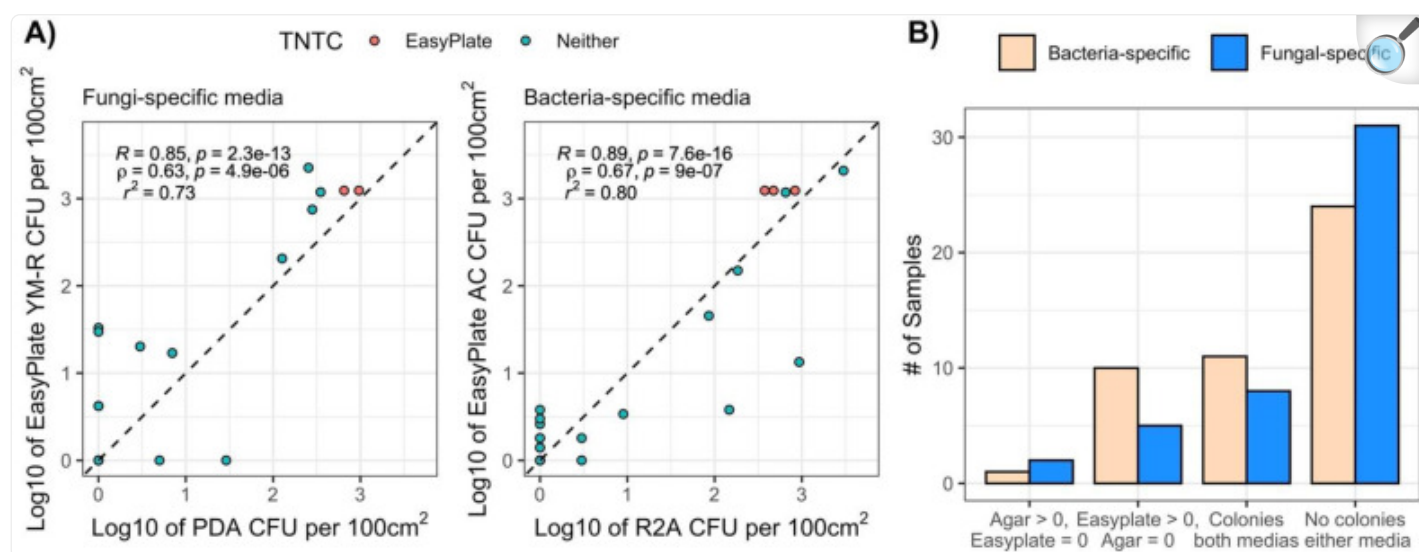 A)
TNTC EasyPlate Neither
Fungi-specific media
R = 0.85, p = 2.3e-13
ρ = 0.63, p = 4.9e-06
r² = 0.73
Log10 of EasyPlate YM-R CFU per 100cm²
3
2
1
0
0 1 2 3
Log10 of PDA CFU per 100cm²
Bacteria-specific media
R = 0.89, p = 7.6e-16
ρ = 0.67, p = 9e-07
r² = 0.80
Log10 of EasyPlate AC CFU per 100cm²
3
2
1
0
0 1 2 3
Log10 of R2A CFU per 100cm²
B)
Bacteria-specific Fungal-specific
# of Samples
30
20
10
0
Agar > 0, Easyplate > 0, Colonies No colonies
Easyplate = 0 Agar = 0 both medias either media